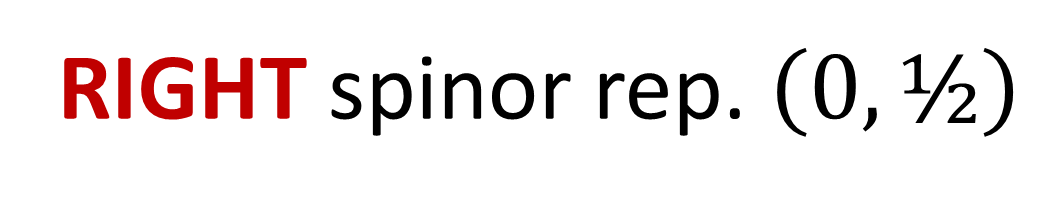 RIGHT spinor rep. (0, ½)